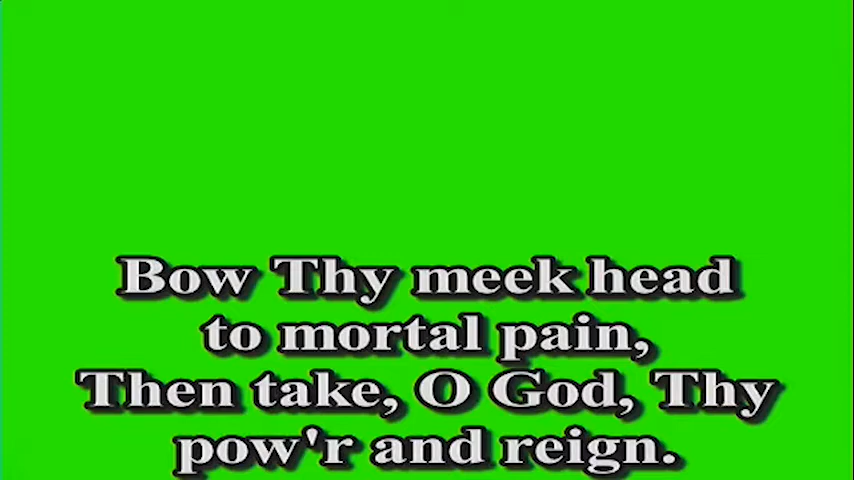 Bow Thy meek head
to mortal pain,
Then take, O God, Thy
pow'r and reign.